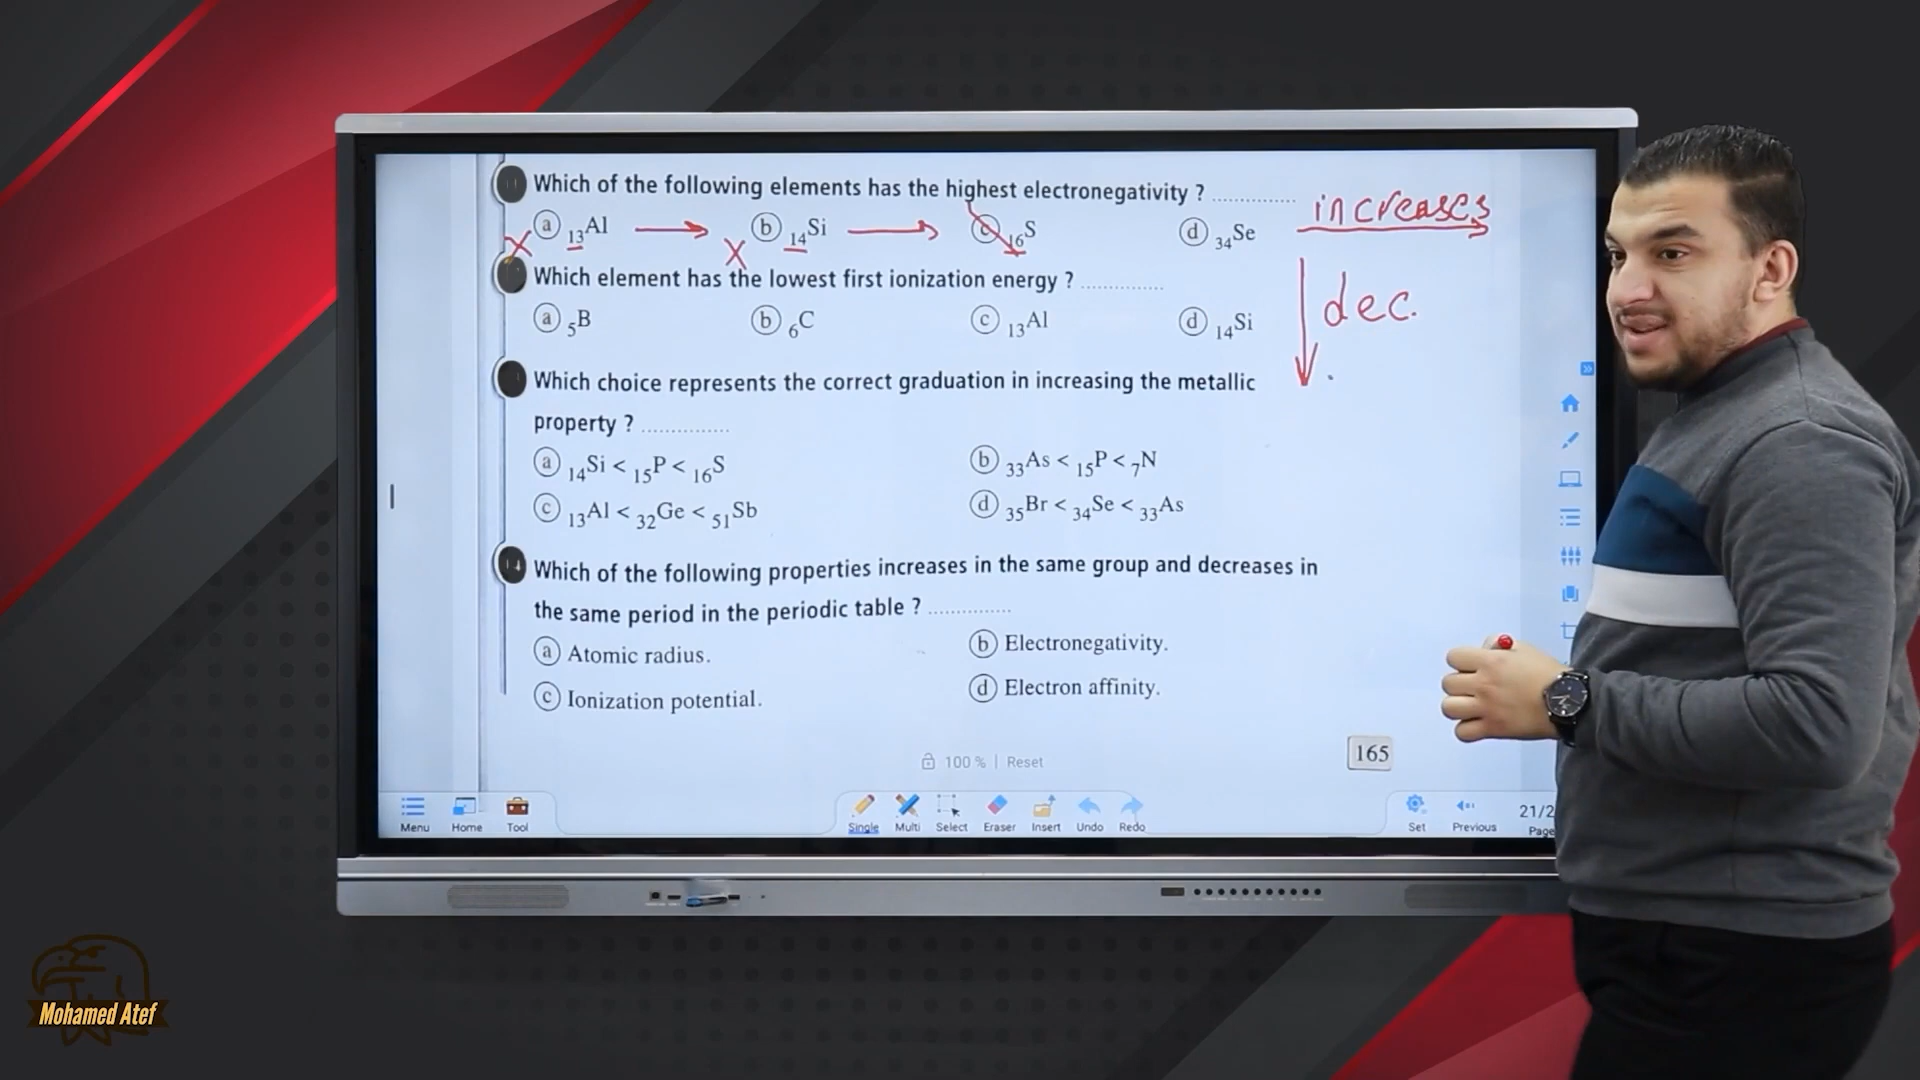 Which of the following elements has the highest electronegativity ? ..............
a 13Al b 14Si c 16S d 34Se
increases
dec.
Which element has the lowest first ionization energy ? ..............
a 5B b 6C c 13Al d 14Si
Which choice represents the correct graduation in increasing the metallic
property ? ..............
a 14Si < 15P < 16S b 33As < 15P < 7N
c 13Al < 32Ge < 51Sb d 35Br < 34Se < 33As
Which of the following properties increases in the same group and decreases in
the same period in the periodic table ? ..............
a Atomic radius. b Electronegativity.
c Ionization potential. d Electron affinity.
165
100 % | Reset
Menu Home Tool Single Multi Select Eraser Insert Undo Redo Set Previous 21/2 Page
Mohamed Atef